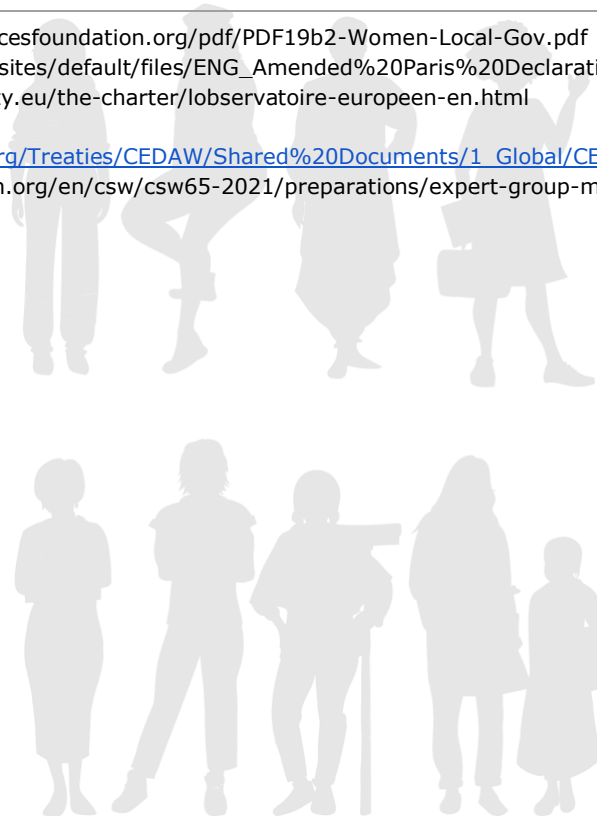 cesfoundation.org/pdf/PDF19b2-Women-Local-Gov.pdf
sites/default/files/ENG_Amended%20Paris%20Declarati
ty.eu/the-charter/lobservatoire-europeen-en.html
rg/Treaties/CEDAW/Shared%20Documents/1_Global/CE
n.org/en/csw/csw65-2021/preparations/expert-group-m